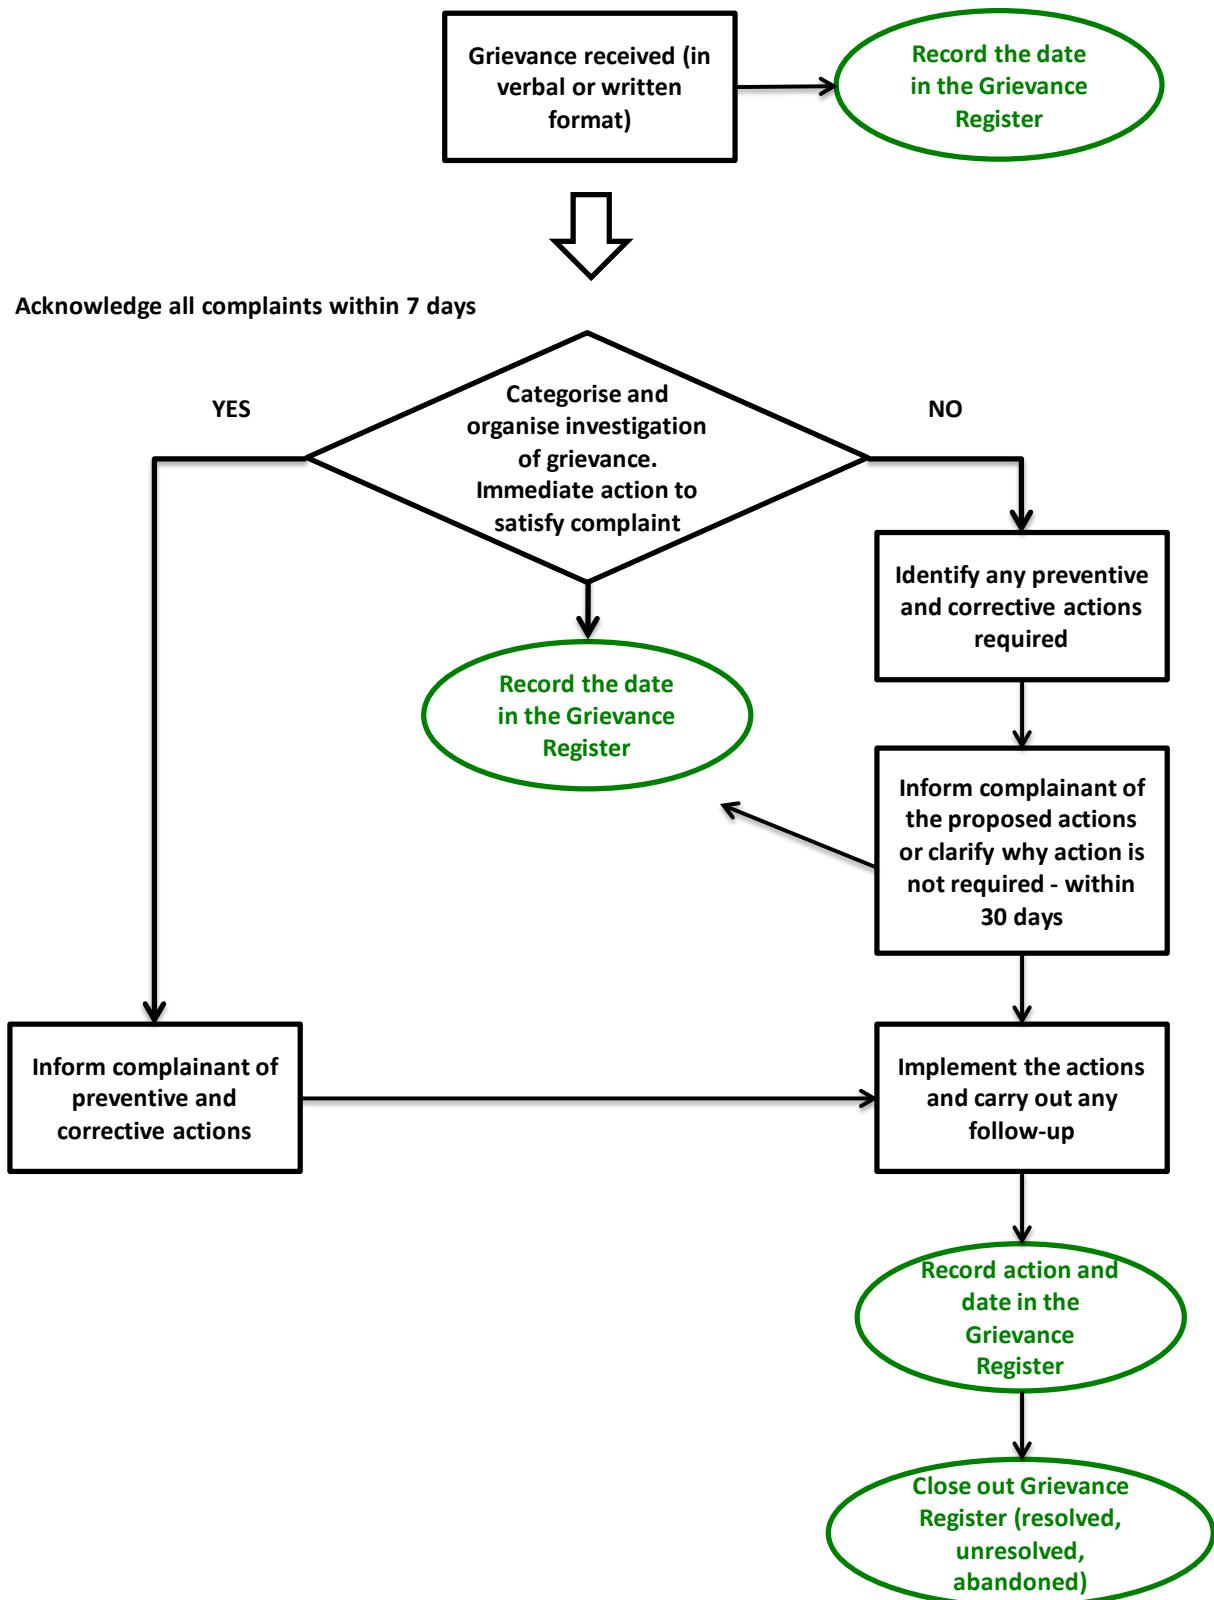 Grievance received (in
verbal or written
format)
Record the date
in the Grievance
Register
Acknowledge all complaints within 7 days
YES
Categorise and
organise investigation
of grievance.
Immediate action to
satisfy complaint
NO
Identify any preventive
and corrective actions
required
Record the date
in the Grievance
Register
Inform complainant of
the proposed actions
or clarify why action is
not required - within
30 days
Inform complainant of
preventive and
corrective actions
Implement the actions
and carry out any
follow-up
Record action and
date in the
Grievance
Register
Close out Grievance
Register (resolved,
unresolved,
abandoned)